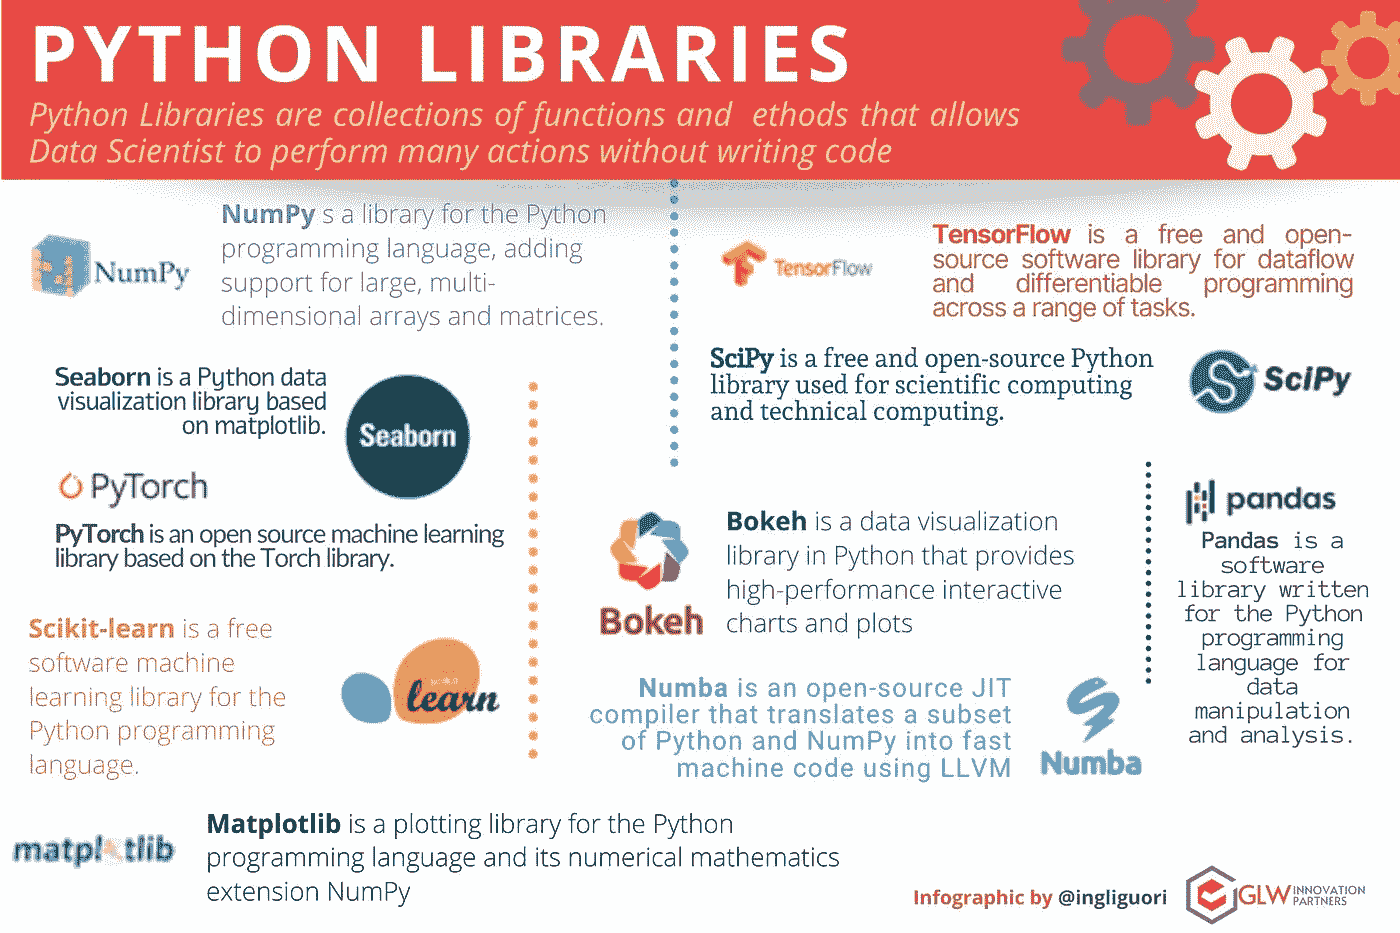 PYTHON LIBRARIES
Python Libraries are collections of functions and ethods that allows
Data Scientist to perform many actions without writing code
NumPy
NumPy s a library for the Python
programming language, adding
support for large, multi-
dimensional arrays and matrices.
TensorFlow
TensorFlow is a free and open-
source software library for dataflow
and differentiable programming
across a range of tasks.
Seaborn is a Python data
visualization library based
on matplotlib.
Seaborn
SciPy is a free and open-source Python
library used for scientific computing
and technical computing.
SciPy
PyTorch
PyTorch is an open source machine learning
library based on the Torch library.
Bokeh
Bokeh is a data visualization
library in Python that provides
high-performance interactive
charts and plots
pandas
Pandas is a
software
library written
for the Python
programming
language for
data
manipulation
and analysis.
Scikit-learn is a free
software machine
learning library for the
Python programming
language.
learn
Numba is an open-source JIT
compiler that translates a subset
of Python and NumPy into fast
machine code using LLVM
Numba
matplotlib
Matplotlib is a plotting library for the Python
programming language and its numerical mathematics
extension NumPy
Infographic by @ingliguori
GLW INNOVATION
PARTNERS